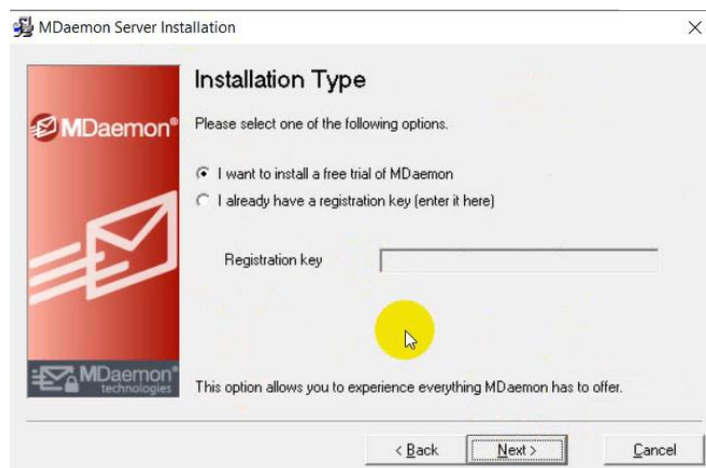 MDaemon Server Installation
MDaemon®
Installation Type
Please select one of the following options.
I want to install a free trial of MDaemon
I already have a registration key (enter it here)
Registration key
MDaemon®
technologies
This option allows you to experience everything MDaemon has to offer.
< Back
Next >
Cancel